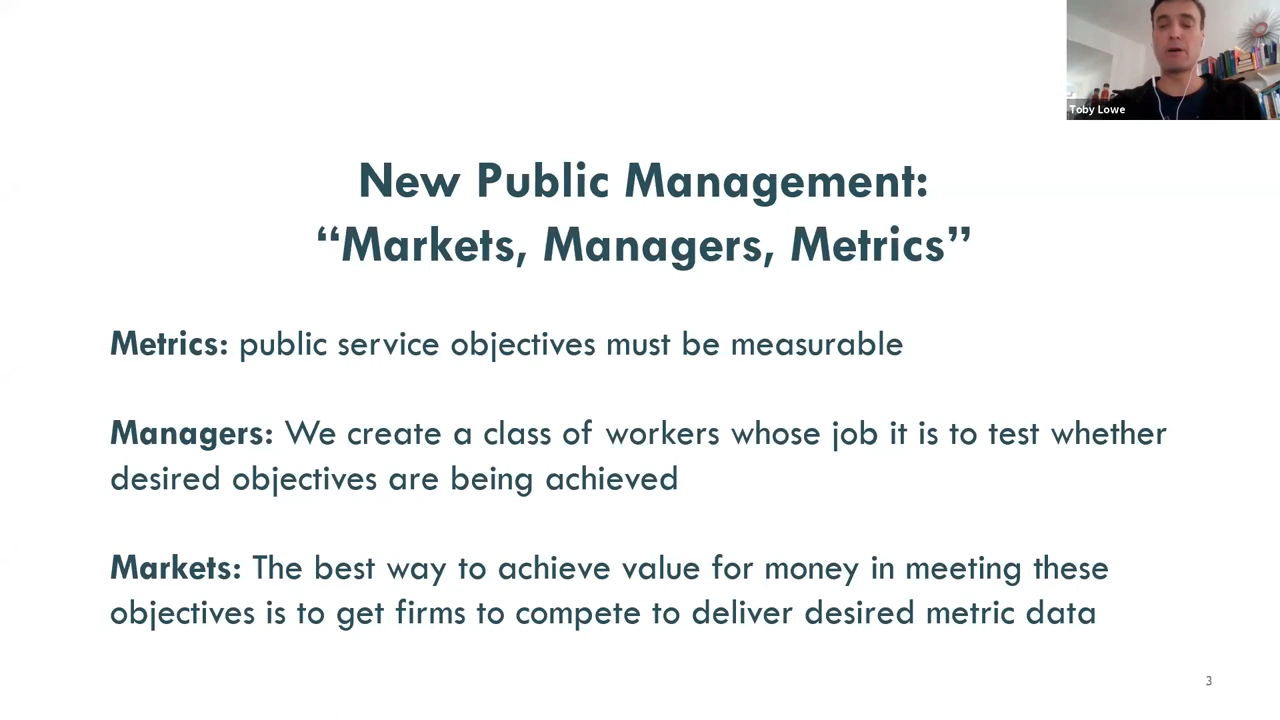 Toby Lowe
New Public Management:
“Markets, Managers, Metrics”
Metrics: public service objectives must be measurable
Managers: We create a class of workers whose job it is to test whether
desired objectives are being achieved
Markets: The best way to achieve value for money in meeting these
objectives is to get firms to compete to deliver desired metric data
3